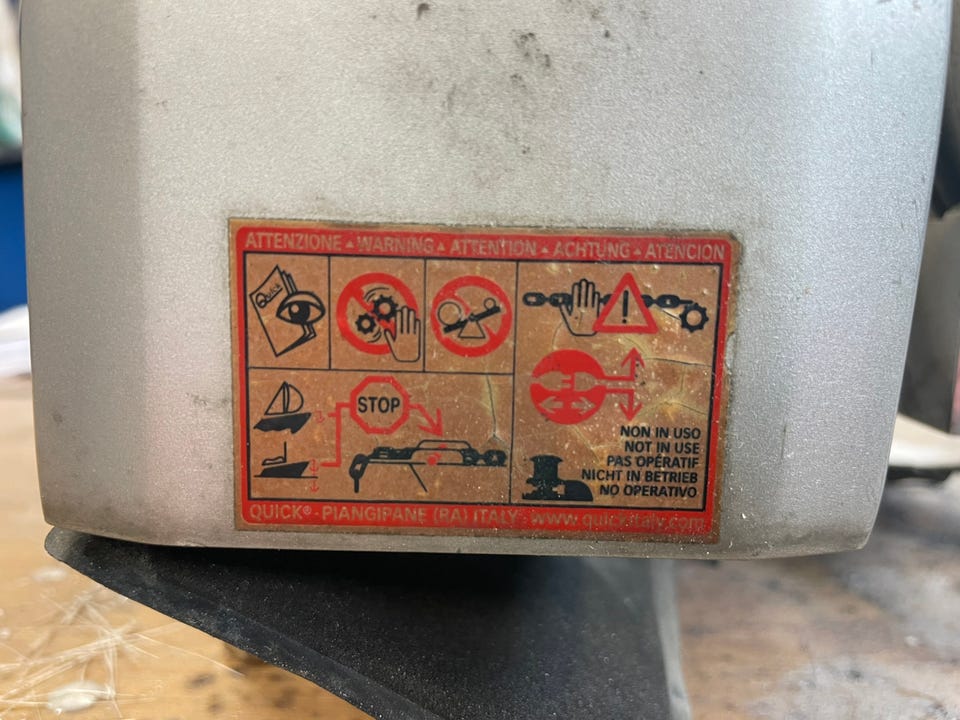 ATTENZIONE ▲ WARNING ▲ ATTENTION ▲ ACHTUNG ▲ ATENCION
Quick
STOP
NON IN USO
NOT IN USE
PAS OPÉRATIF
NICHT IN BETRIEB
NO OPERATIVO
QUICK® - PIANGIPANE (RA) ITALY - www.quickitaly.com